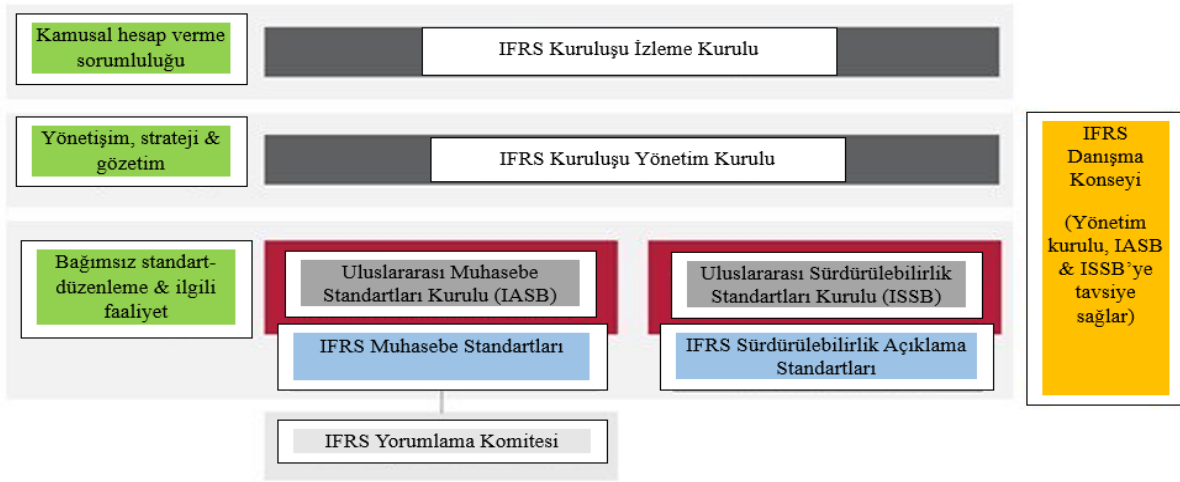 Kamusal hesap verme
sorumluluğu
IFRS Kuruluşu İzleme Kurulu
Yönetişim, strateji &
gözetim
IFRS Kuruluşu Yönetim Kurulu
Bağımsız standart-
düzenleme & ilgili
faaliyet
Uluslararası Muhasebe
Standartları Kurulu (IASB)
IFRS Muhasebe Standartları
Uluslararası Sürdürülebilirlik
Standartları Kurulu (ISSB)
IFRS Sürdürülebilirlik Açıklama
Standartları
IFRS Yorumlama Komitesi
IFRS
Danışma
Konseyi
(Yönetim
kurulu, IASB
& ISSB’ye
tavsiye
sağlar)